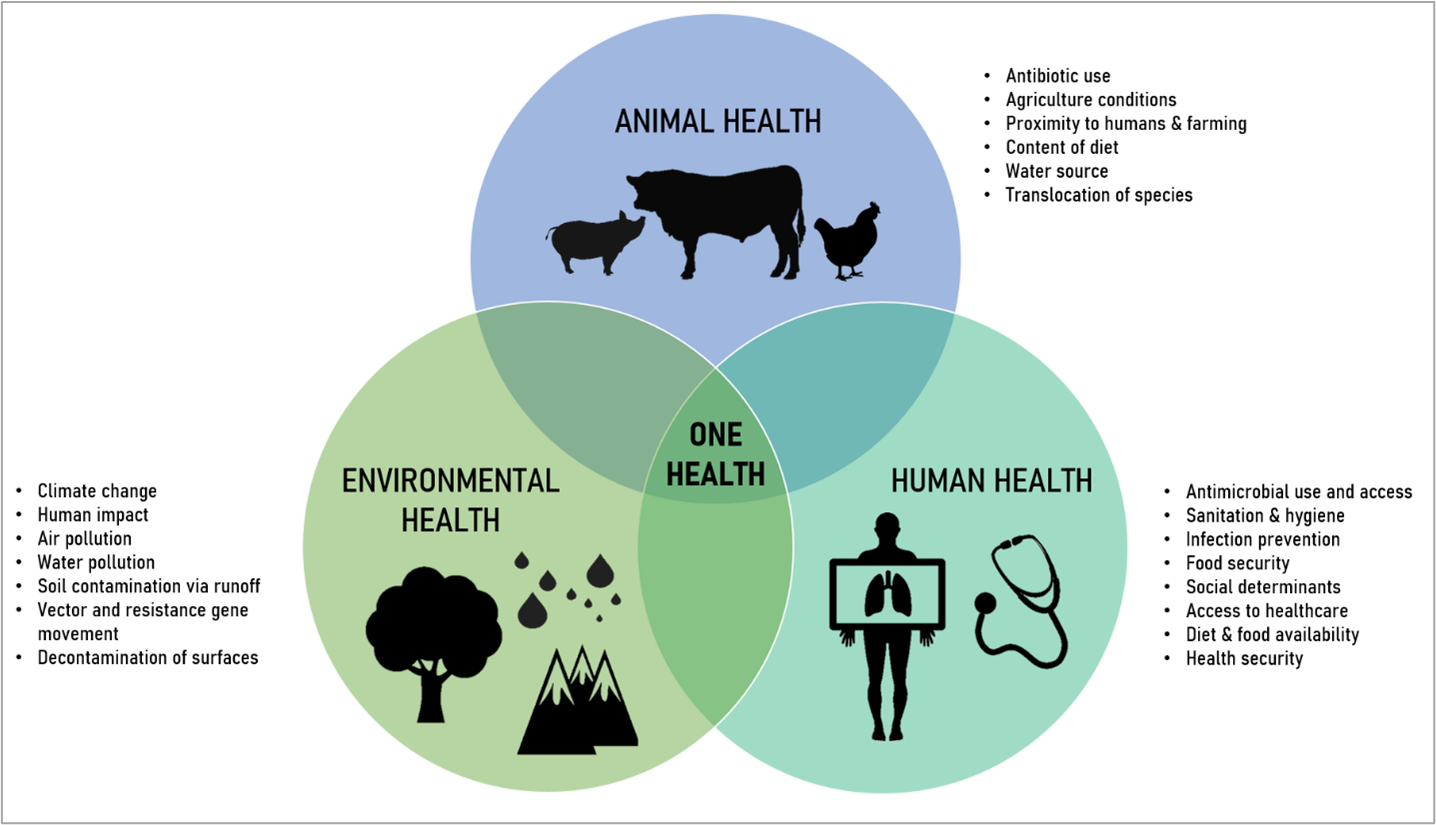 ANIMAL HEALTH
• Antibiotic use
• Agriculture conditions
• Proximity to humans & farming
• Content of diet
• Water source
• Translocation of species
ONE
HEALTH
ENVIRONMENTAL
HEALTH
• Climate change
• Human impact
• Air pollution
• Water pollution
• Soil contamination via runoff
• Vector and resistance gene
movement
• Decontamination of surfaces
HUMAN HEALTH
• Antimicrobial use and access
• Sanitation & hygiene
• Infection prevention
• Food security
• Social determinants
• Access to healthcare
• Diet & food availability
• Health security